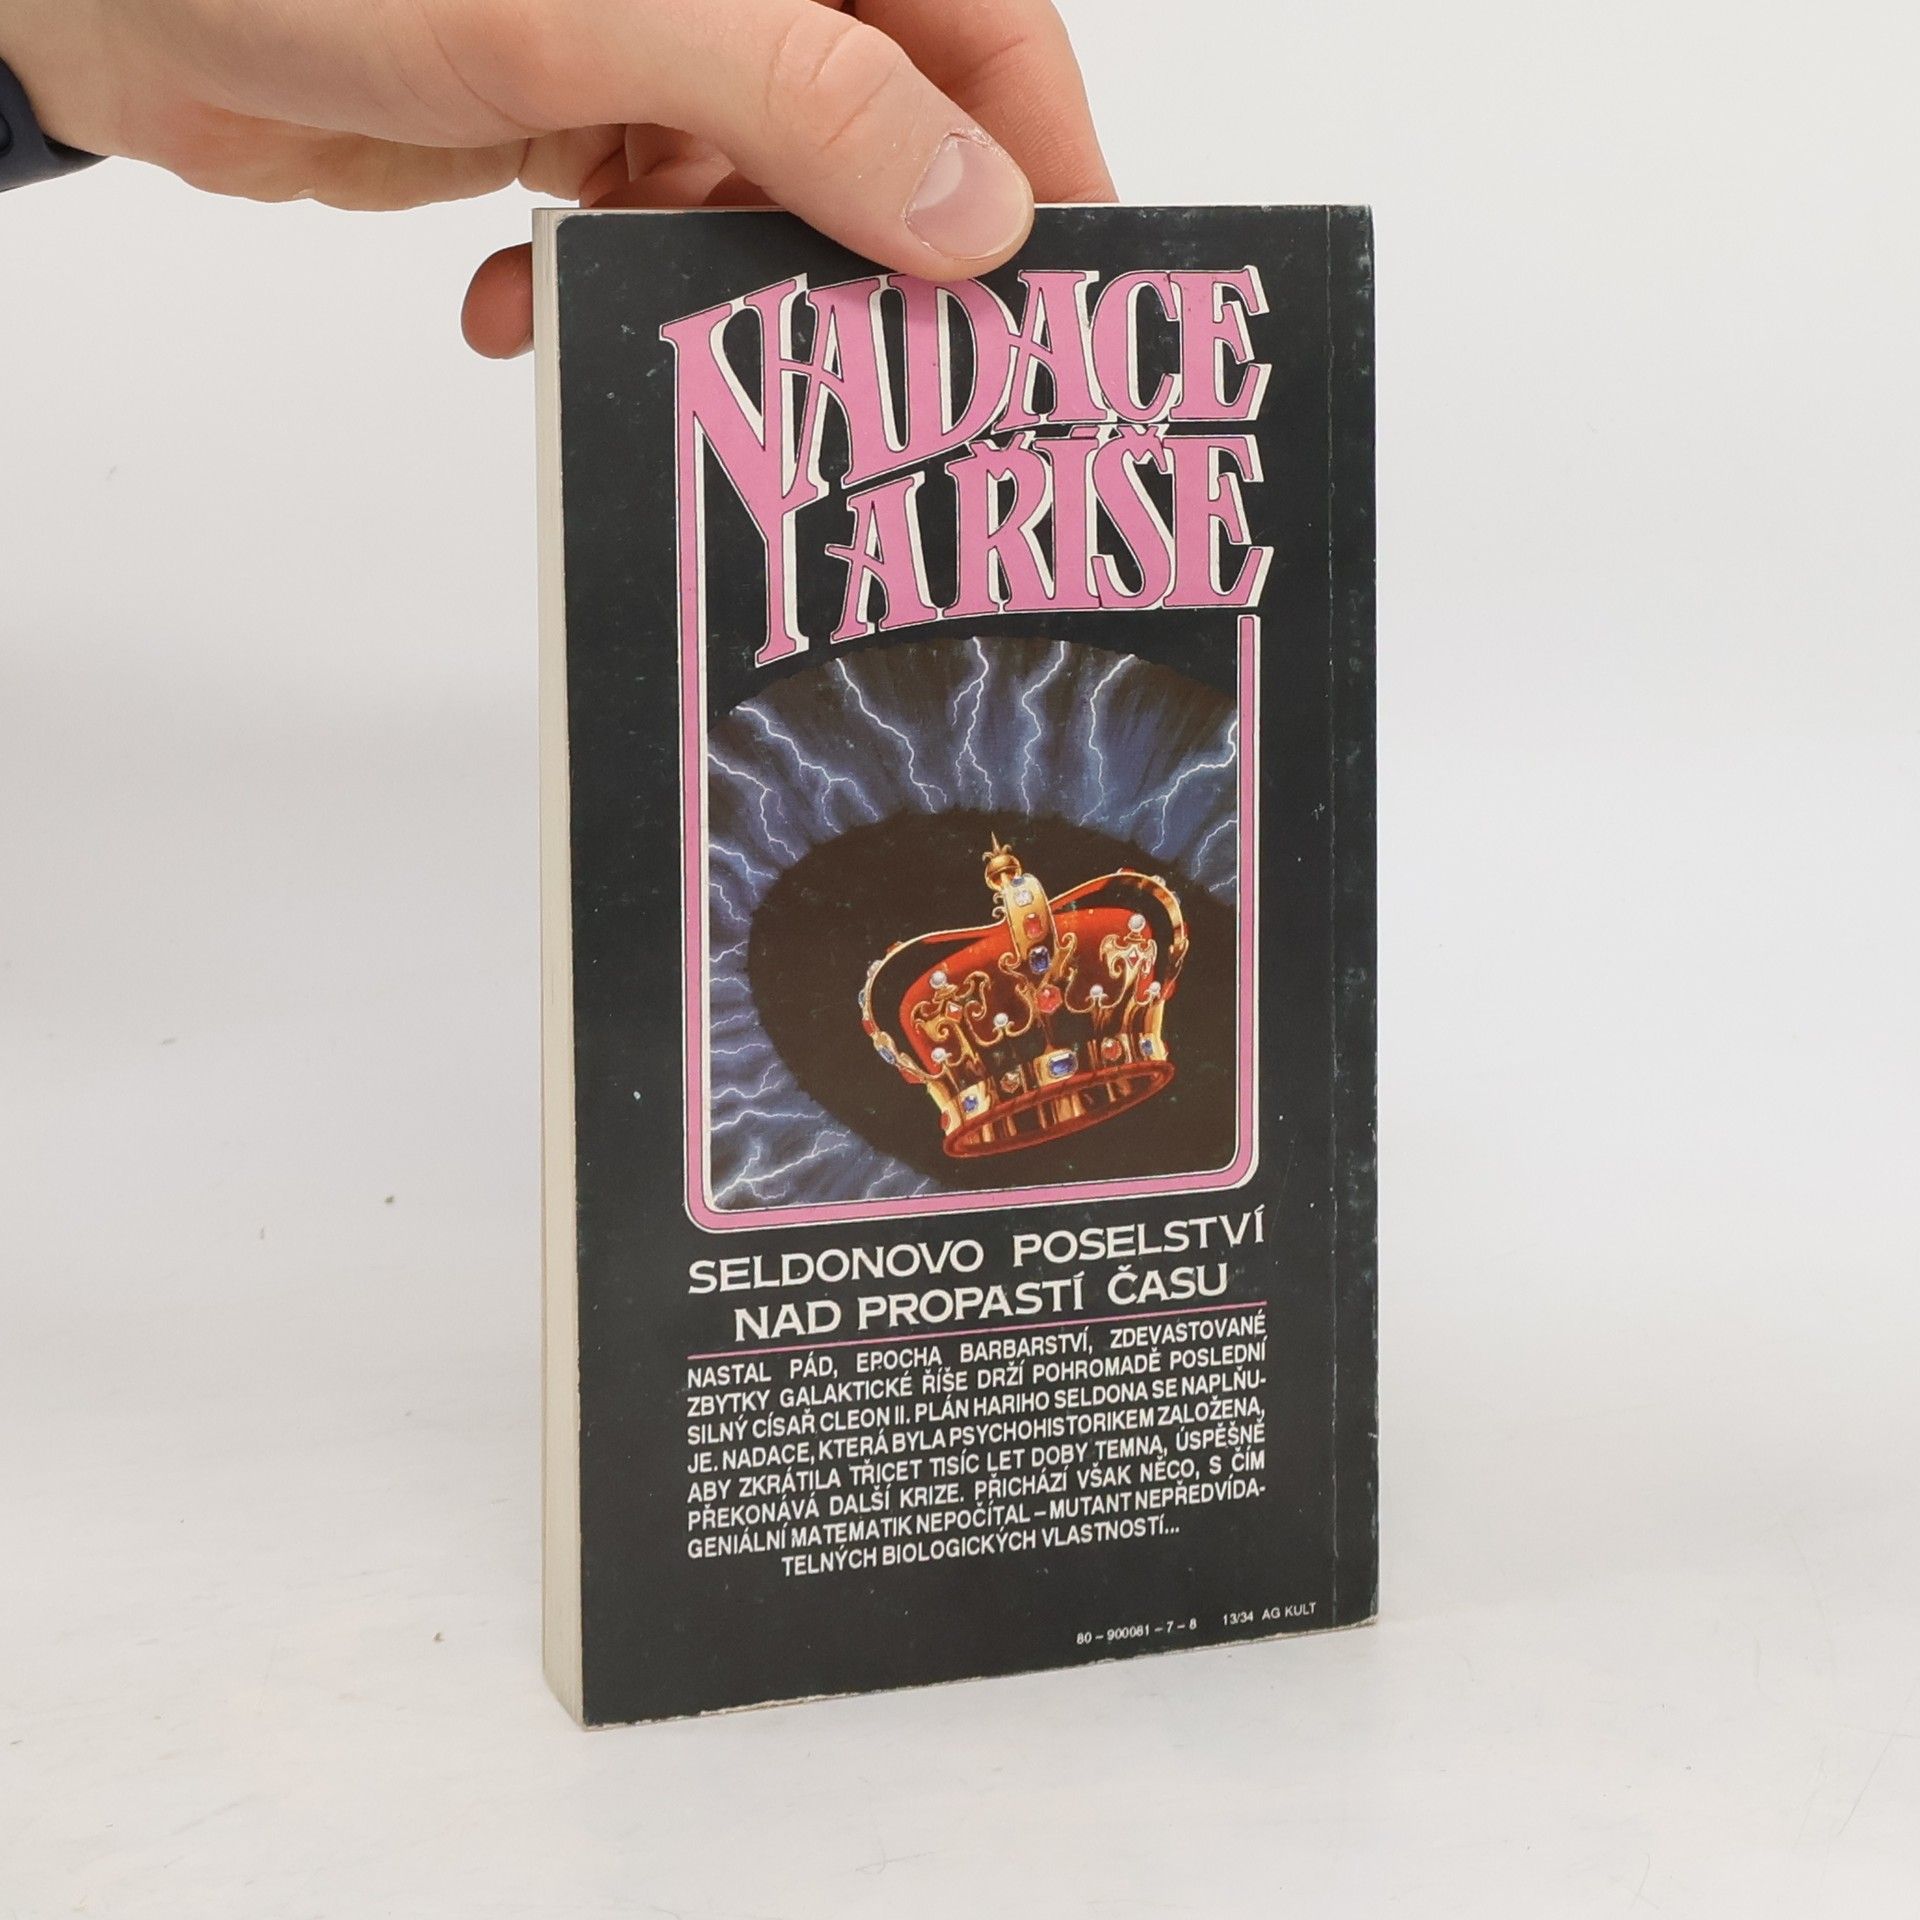 NADACE
A ŘÍŠE
SELDONOVO POSELSTVÍ
NAD PROPASTÍ ČASU
NASTAL PÁD, EPOCHA BARBARSTVÍ, ZDEVASTOVANÉ
ZBYTKY GALAKTICKÉ ŘÍŠE DRŽÍ POHROMADĚ POSLEDNÍ
SILNÝ CÍSAŘ CLEON II. PLÁN HARIHO SELDONA SE NAPLŇU-
JE. NADACE, KTERÁ BYLA PSYCHOHISTORIKEM ZALOŽENA,
ABY ZKRÁTILA TŘICET TISÍC LET DOBY TEMNA, ÚSPĚŠNĚ
PŘEKONÁVÁ DALŠÍ KRIZE. PŘICHÁZÍ VŠAK NĚCO, S ČÍM
GENIÁLNÍ MATEMATIK NEPOČÍTAL – MUTANT NEPŘEDVÍDA-
TELNÝCH BIOLOGICKÝCH VLASTNOSTÍ...
80 – 900081 – 7 – 8 13/34 AG KULT